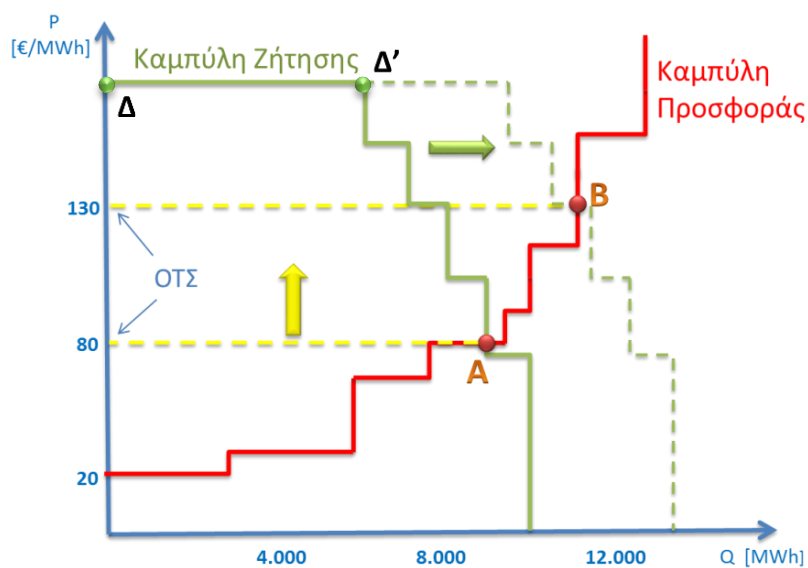 P
[€/MWh]
Καμπύλη Ζήτησης
Δ’
Δ
Καμπύλη
Προσφοράς
130
B
ΟΤΣ
80
A
20
4.000
8.000
12.000
Q [MWh]